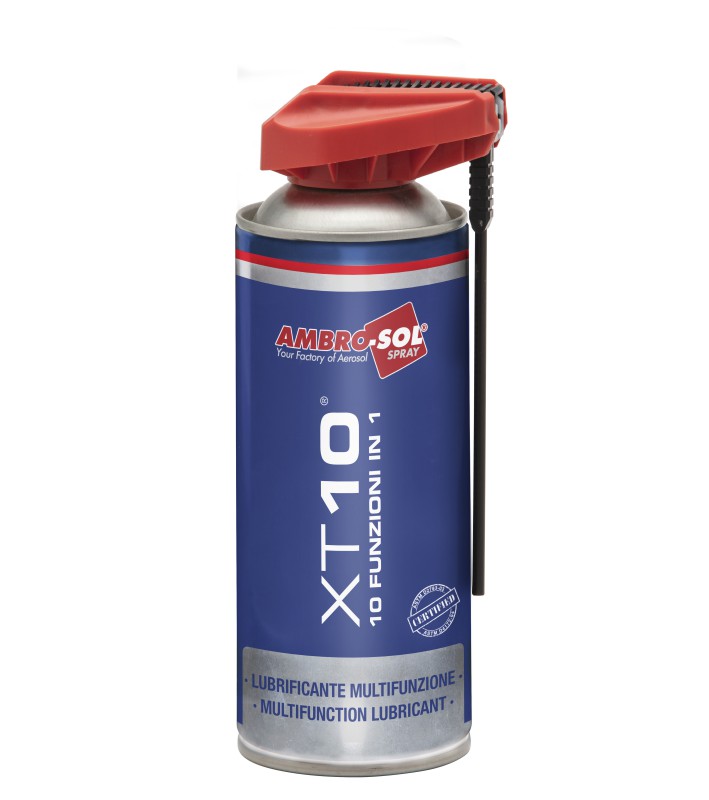 AMBRO-SOL®
SPRAY
Your Factory of Aerosol
XT10®
10 FUNZIONI IN 1
CERTIFIED
· LUBRIFICANTE MULTIFUNZIONE ·
· MULTIFUNCTION LUBRICANT ·